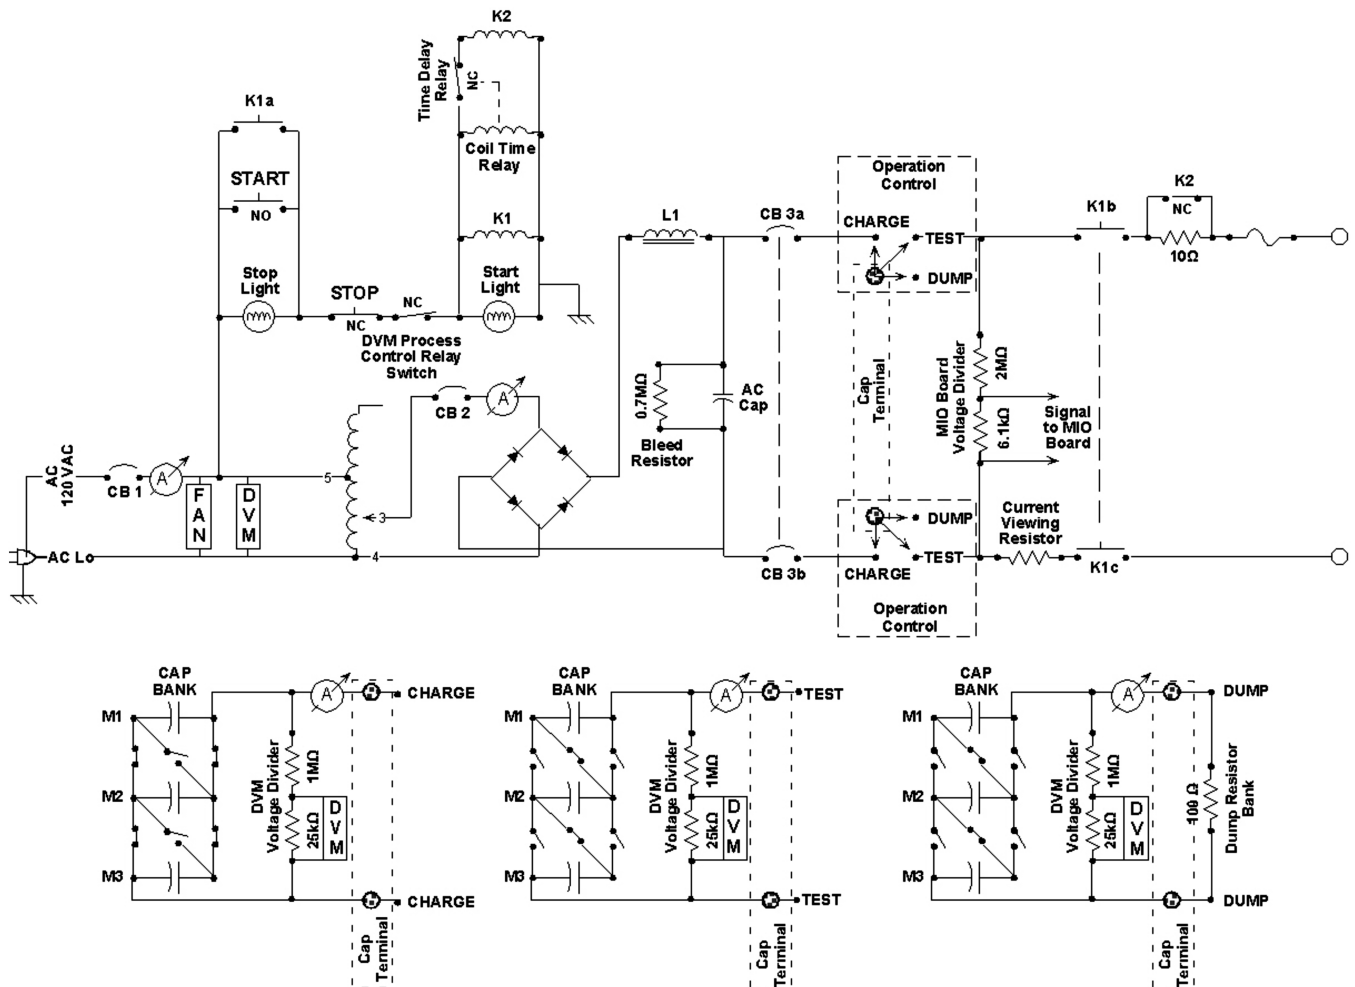 K2
Time Delay
Relay
NC
K1a
Coil Time
Relay
START
NO
K1
Stop
Light
STOP
NC
NC
Start
Light
DVM Process
Control Relay
Switch
L1
CB 3a
Operation
Control
CHARGE
TEST
DUMP
K1b
K2
NC
10Ω
0.7MΩ
AC
Cap
Bleed
Resistor
Cap
Terminal
MIO Board
Voltage Divider
2MΩ
6.1kΩ
Signal
to MIO
Board
CB 2
A
AC
120 VAC
CB 1
A
FAN
DVM
5
3
4
AC Lo
CB 3b
DUMP
TEST
CHARGE
Operation
Control
Current
Viewing
Resistor
K1c
CAP
BANK
M1
M2
M3
DVM
Voltage Divider
1MΩ
25kΩ
DVM
A
CHARGE
CHARGE
Cap
Terminal
CAP
BANK
M1
M2
M3
DVM
Voltage Divider
1MΩ
25kΩ
DVM
A
TEST
TEST
Cap
Terminal
CAP
BANK
M1
M2
M3
DVM
Voltage Divider
1MΩ
25kΩ
DVM
A
DUMP
100 Ω
Dump Resistor
Bank
DUMP
Cap
Terminal